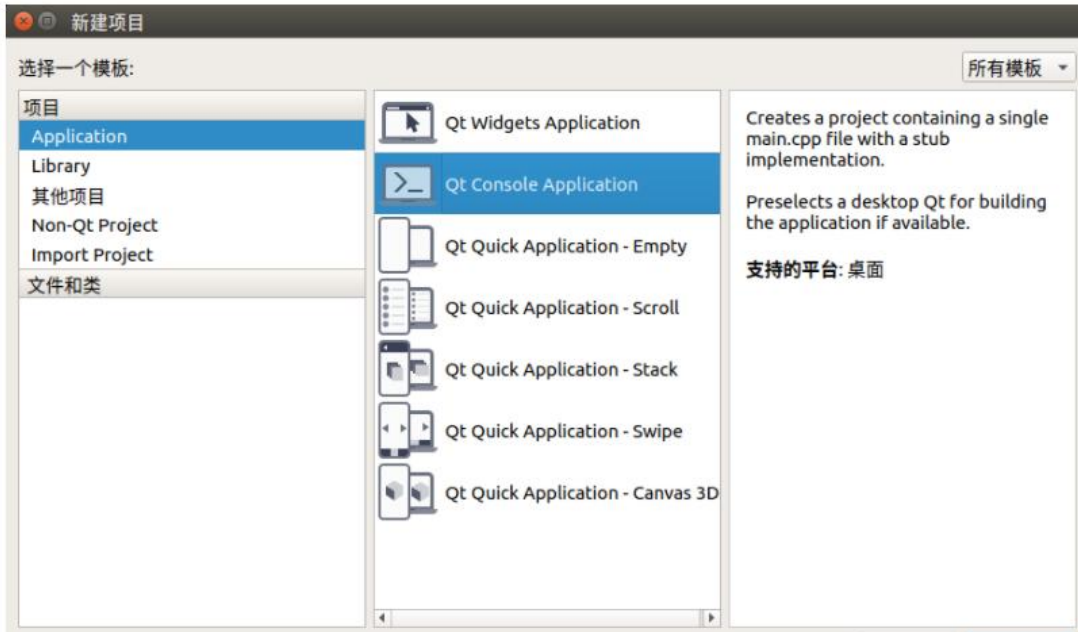 新建项目
选择一个模板:
所有模板
项目
Application
Library
其他项目
Non-Qt Project
Import Project
文件和类
Qt Widgets Application
Qt Console Application
Qt Quick Application - Empty
Qt Quick Application - Scroll
Qt Quick Application - Stack
Qt Quick Application - Swipe
Qt Quick Application - Canvas 3D
Creates a project containing a single
main.cpp file with a stub
implementation.
Preselects a desktop Qt for building
the application if available.
支持的平台: 桌面